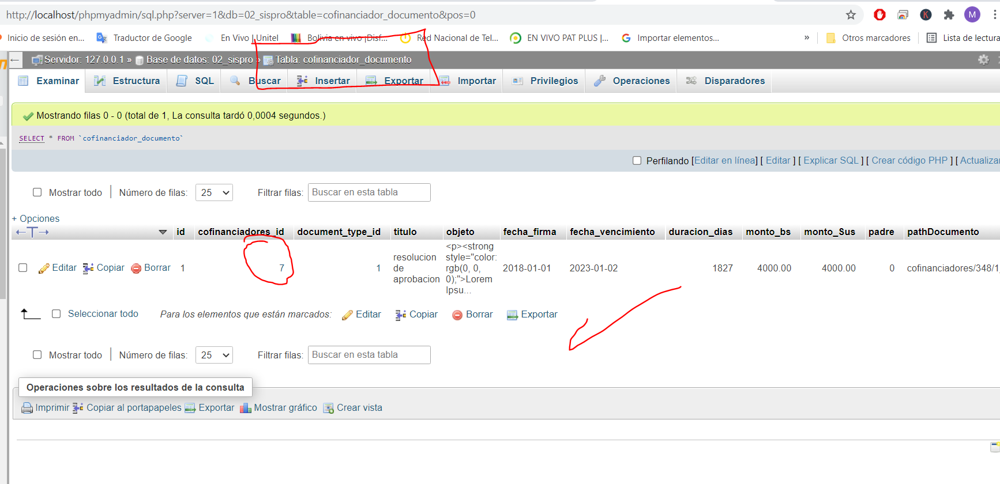 http://localhost/phpmyadmin/sql.php?server=1&db=02_sispro&table=cofinanciador_documento&pos=0
K
M
Inicio de sesión en... Traductor de Google En Vivo | Unitel Bolivia en vivo |Disf... Red Nacional de Tel... EN VIVO PAT PLUS |... Importar elementos... » Otros marcadores Lista de lectura
Servidor: 127.0.0.1 » Base de datos: 02_sispro » Tabla: cofinanciador_documento
Examinar Estructura SQL Buscar Insertar Exportar Importar Privilegios Operaciones Disparadores
Mostrando filas 0 - 0 (total de 1, La consulta tardó 0,0004 segundos.)
SELECT * FROM `cofinanciador_documento`
Perfilando [Editar en línea] [ Editar ] [ Explicar SQL ] [ Crear código PHP ] [ Actualizar
Mostrar todo Número de filas: 25 Filtrar filas: Buscar en esta tabla
+ Opciones
←T→ id cofinanciadores_id document_type_id titulo objeto fecha_firma fecha_vencimiento duracion_dias monto_bs monto_Sus padre pathDocumento
Editar Copiar Borrar 1 7 1 resolucion de aprobacion <p><strong style="color: rgb(0, 0, 0);">Lorem Ipsu... 2018-01-01 2023-01-02 1827 4000.00 4000.00 0 cofinanciadores/348/1
Seleccionar todo Para los elementos que están marcados: Editar Copiar Borrar Exportar
Mostrar todo Número de filas: 25 Filtrar filas: Buscar en esta tabla
Operaciones sobre los resultados de la consulta
Imprimir Copiar al portapapeles Exportar Mostrar gráfico Crear vista